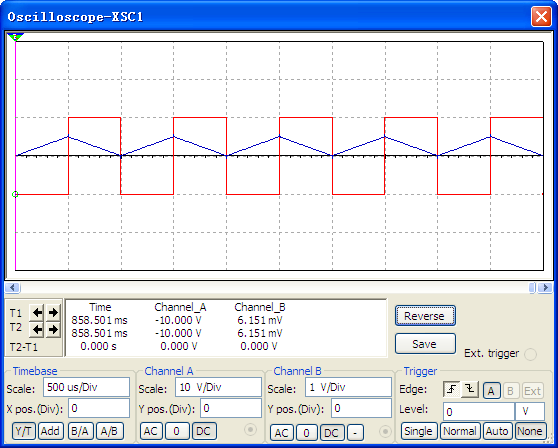 Oscilloscope-XSC1
Time Channel_A Channel_B
T1 858.501 ms -10.000 V 6.151 mV
T2 858.501 ms -10.000 V 6.151 mV
T2-T1 0.000 s 0.000 V 0.000 V
Reverse
Save
Ext. trigger
Timebase Channel A Channel B Trigger
Scale: 500 us/Div Scale: 10 V/Div Scale: 1 V/Div Edge: A B Ext
X pos.(Div): 0 Y pos.(Div): 0 Y pos.(Div): 0 Level: 0 V
Y/T Add B/A A/B AC 0 DC AC 0 DC - Single Normal Auto None